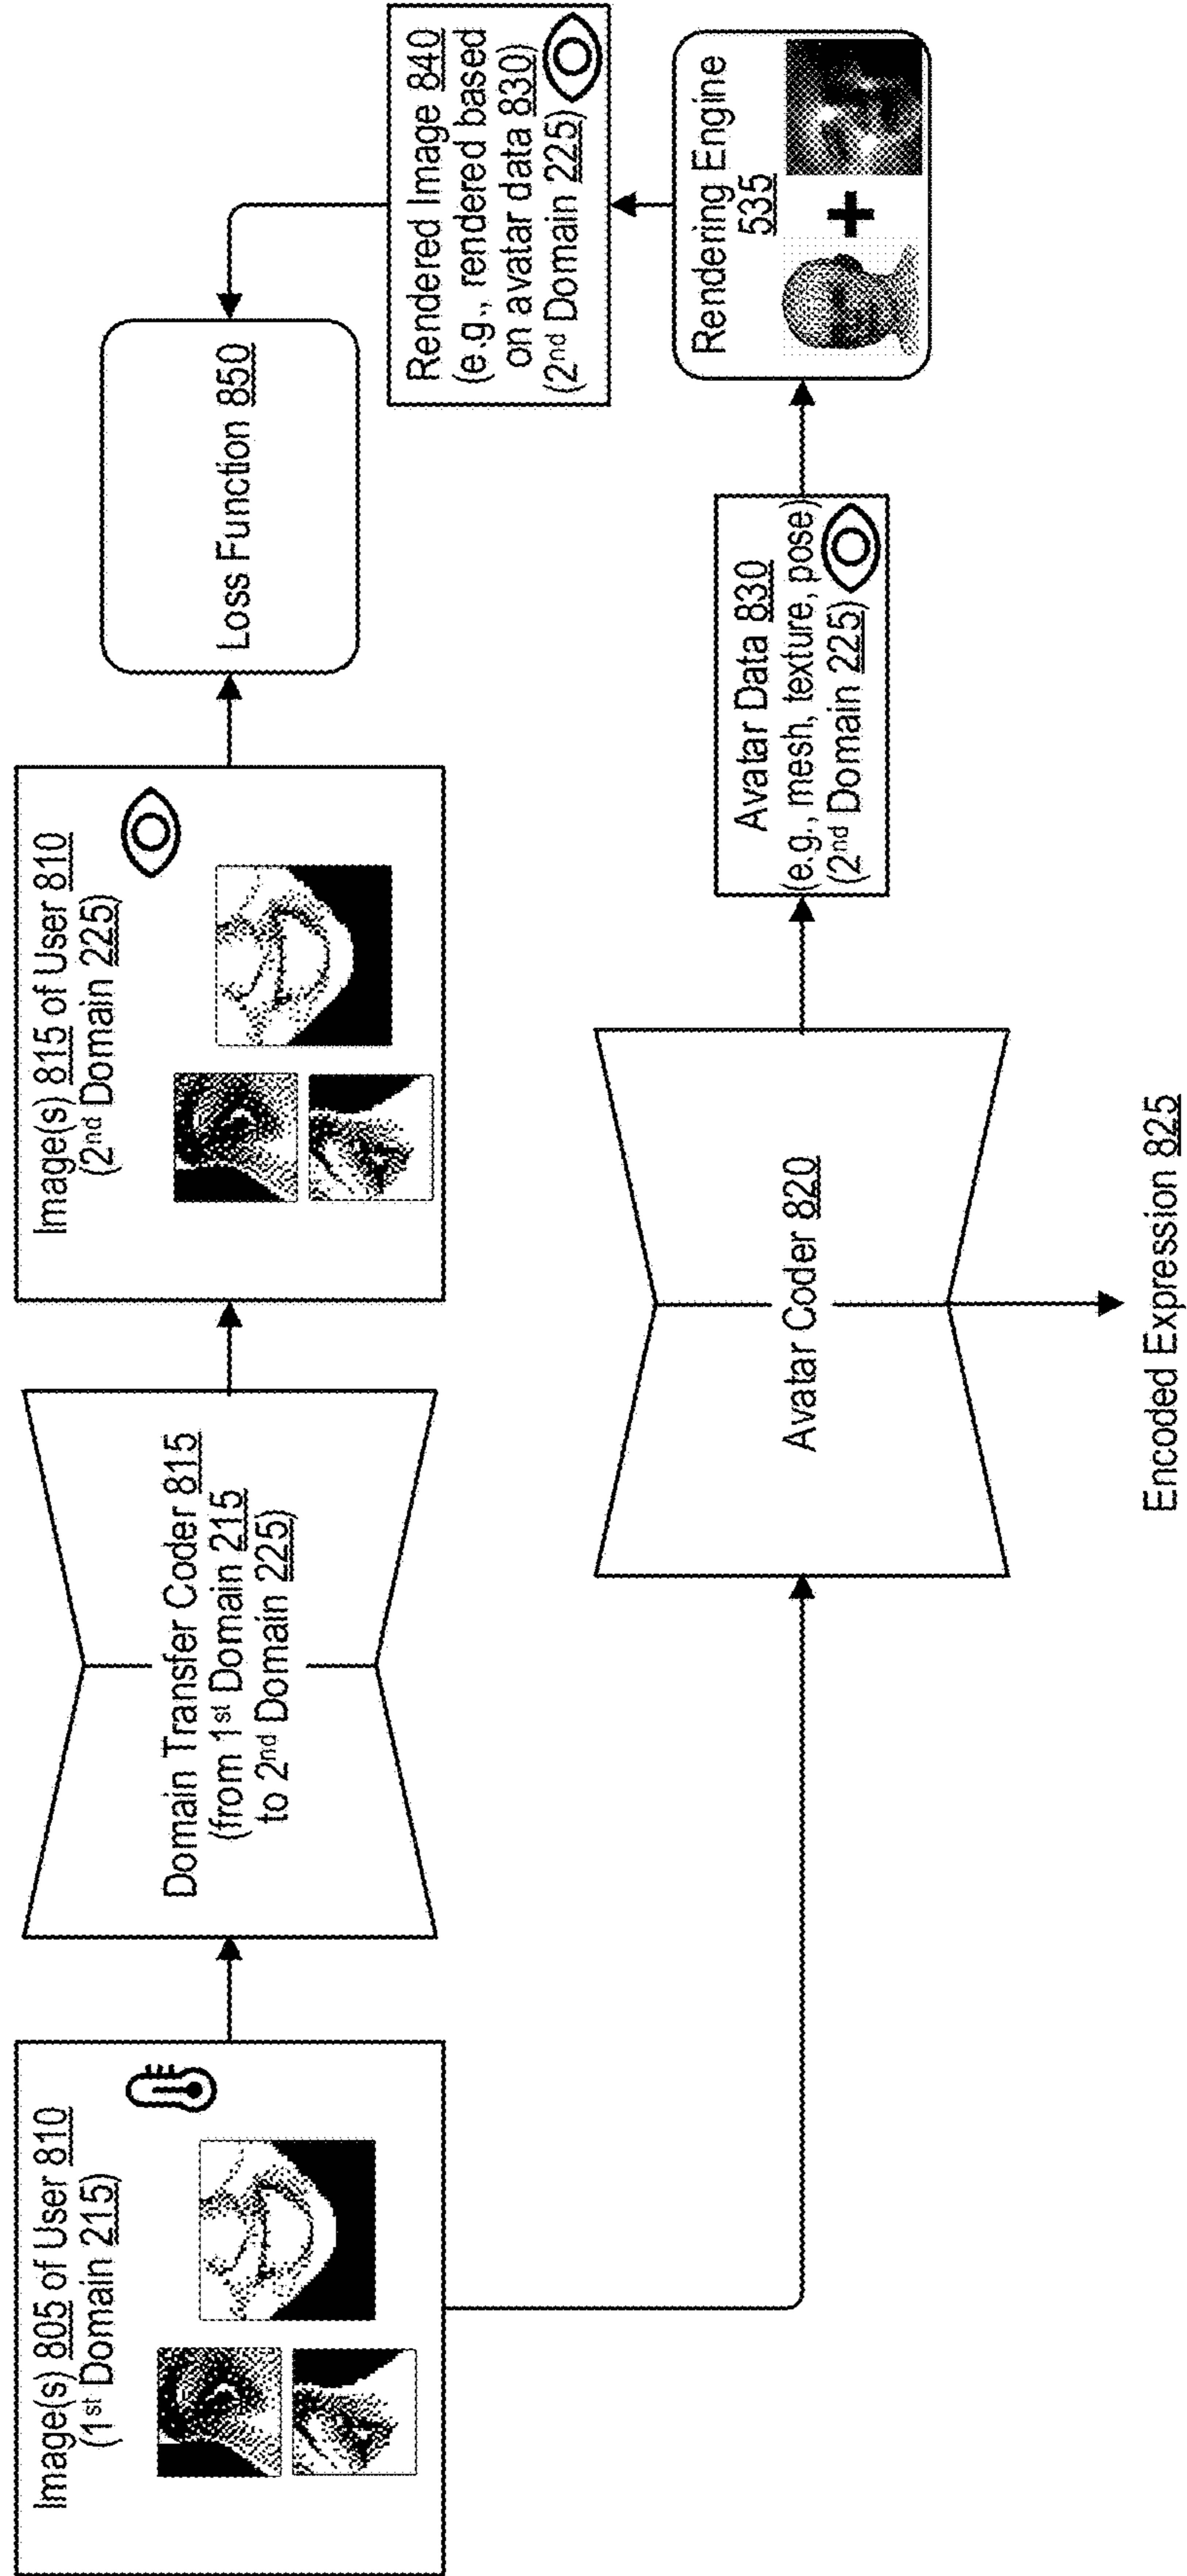 Image(s) 805 of User 810
(1st Domain 215)
Domain Transfer Coder 815
(from 1st Domain 215
to 2nd Domain 225)
Image(s) 815 of User 810
(2nd Domain 225)
Loss Function 850
Rendered Image 840
(e.g., rendered based
on avatar data 830)
(2nd Domain 225)
Avatar Coder 820
Encoded Expression 825
Avatar Data 830
(e.g., mesh, texture, pose)
(2nd Domain 225)
Rendering Engine
535